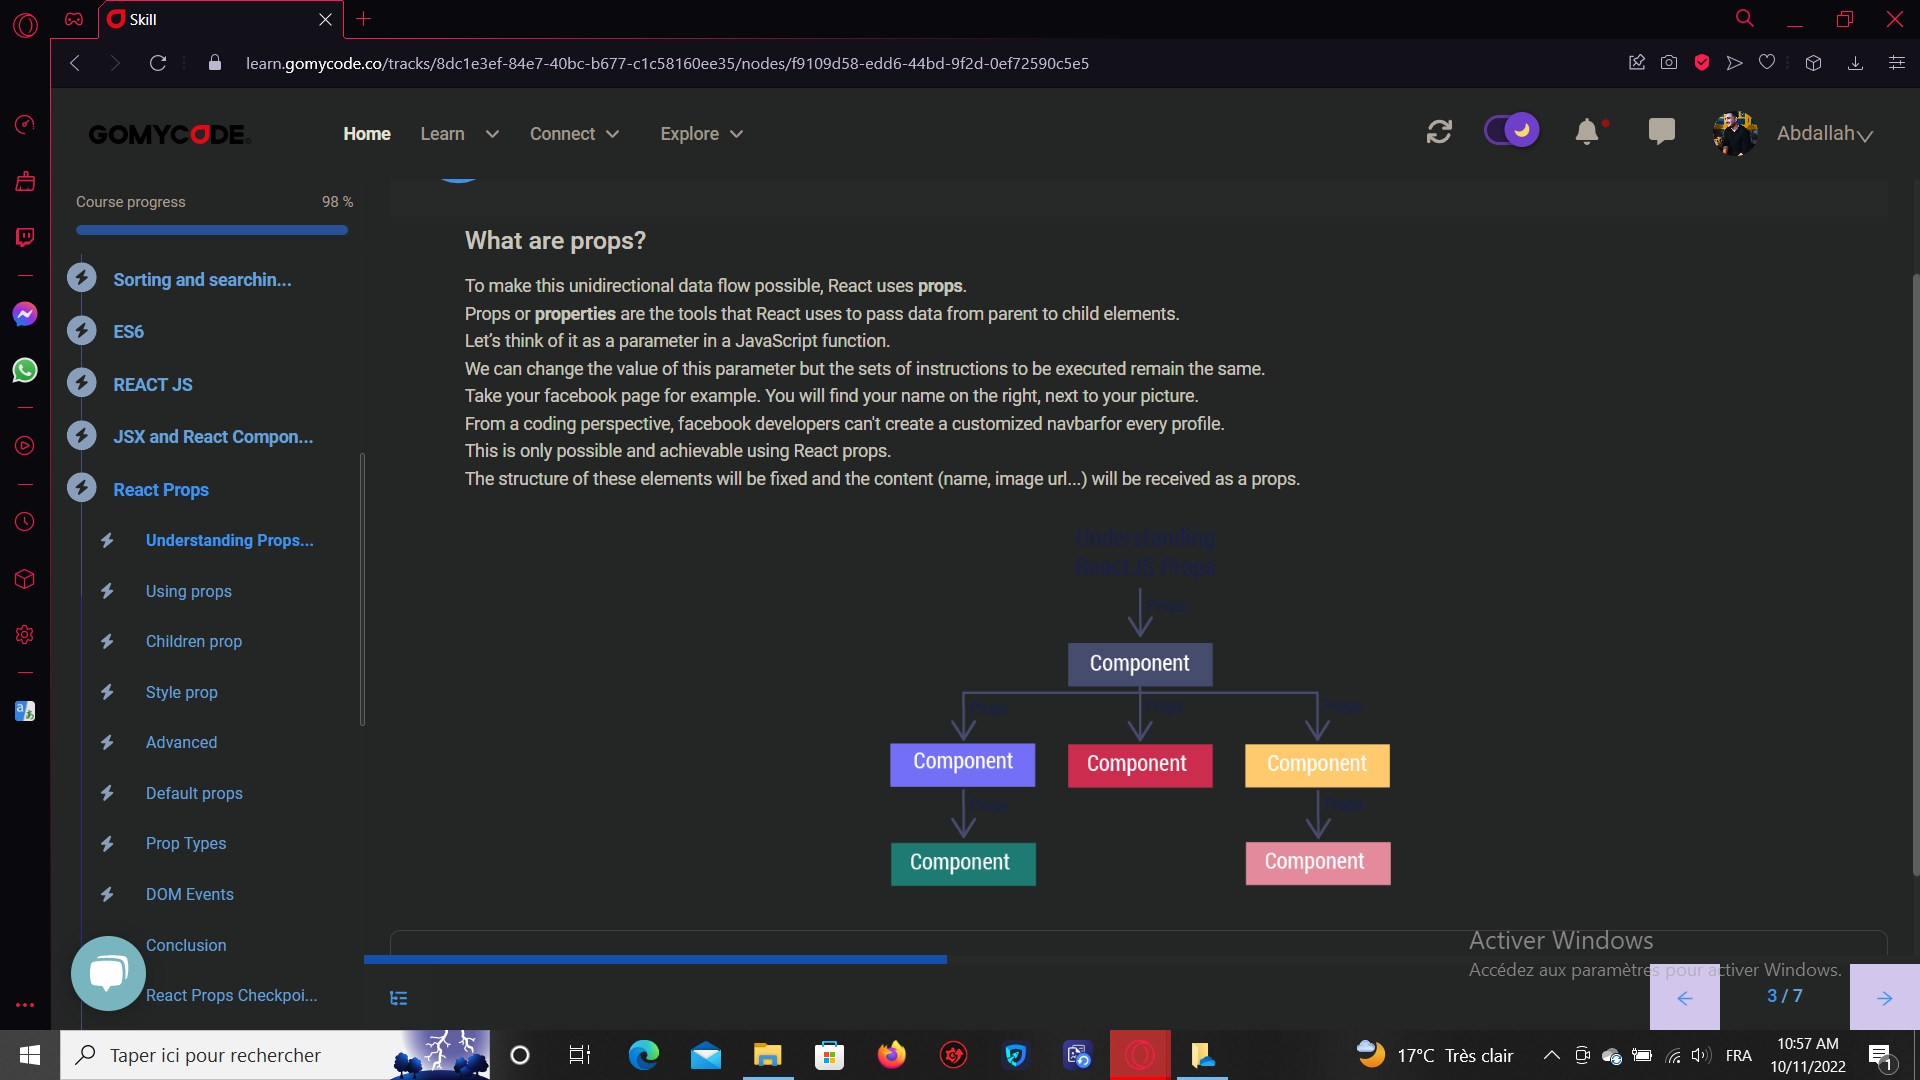 Skill
learn.gomycode.co/tracks/8dc1e3ef-84e7-40bc-b677-c1c58160ee35/nodes/f9109d58-edd6-44bd-9f2d-0ef72590c5e5
GOMYCODE
Home
Learn
Connect
Explore
Abdallah
Course progress
98 %
Sorting and searchin...
ES6
REACT JS
JSX and React Compon...
React Props
Understanding Props...
Using props
Children prop
Style prop
Advanced
Default props
Prop Types
DOM Events
Conclusion
React Props Checkpoi...
What are props?
To make this unidirectional data flow possible, React uses props.
Props or properties are the tools that React uses to pass data from parent to child elements.
Let's think of it as a parameter in a JavaScript function.
We can change the value of this parameter but the sets of instructions to be executed remain the same.
Take your facebook page for example. You will find your name on the right, next to your picture.
From a coding perspective, facebook developers can't create a customized navbarfor every profile.
This is only possible and achievable using React props.
The structure of these elements will be fixed and the content (name, image url...) will be received as a props.
Understanding
ReactJS Props
Props
Component
Props
Props
Props
Component
Component
Component
Props
Props
Component
Component
Activer Windows
Accédez aux paramètres pour activer Windows.
3 / 7
Taper ici pour rechercher
17°C Très clair
FRA
10:57 AM
10/11/2022
1